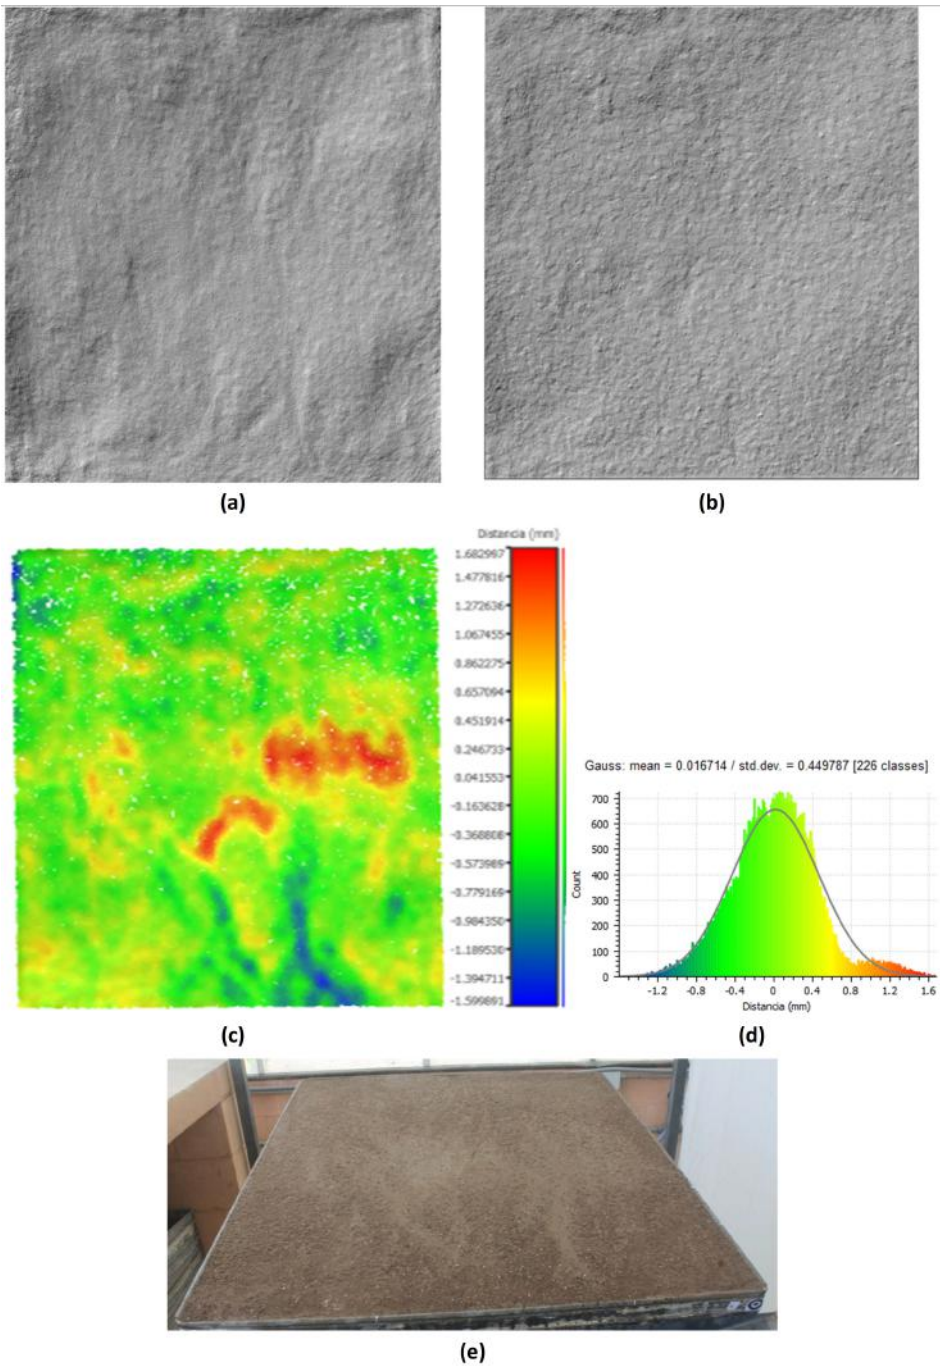 (a)
(b)
Distancia (mm)
1.682997
1.477816
1.272636
1.067455
0.862275
0.657094
0.451914
0.246733
0.041553
-0.163628
-0.368808
-0.573989
-0.779169
-0.984350
-1.189530
-1.394711
-1.599891
(c)
Gauss: mean = 0.016714 / std.dev. = 0.449787 [226 classes]
700
600
500
400
300
200
100
0
Count
-1.2 -0.8 -0.4 0 0.4 0.8 1.2 1.6
Distancia (mm)
(d)
(e)